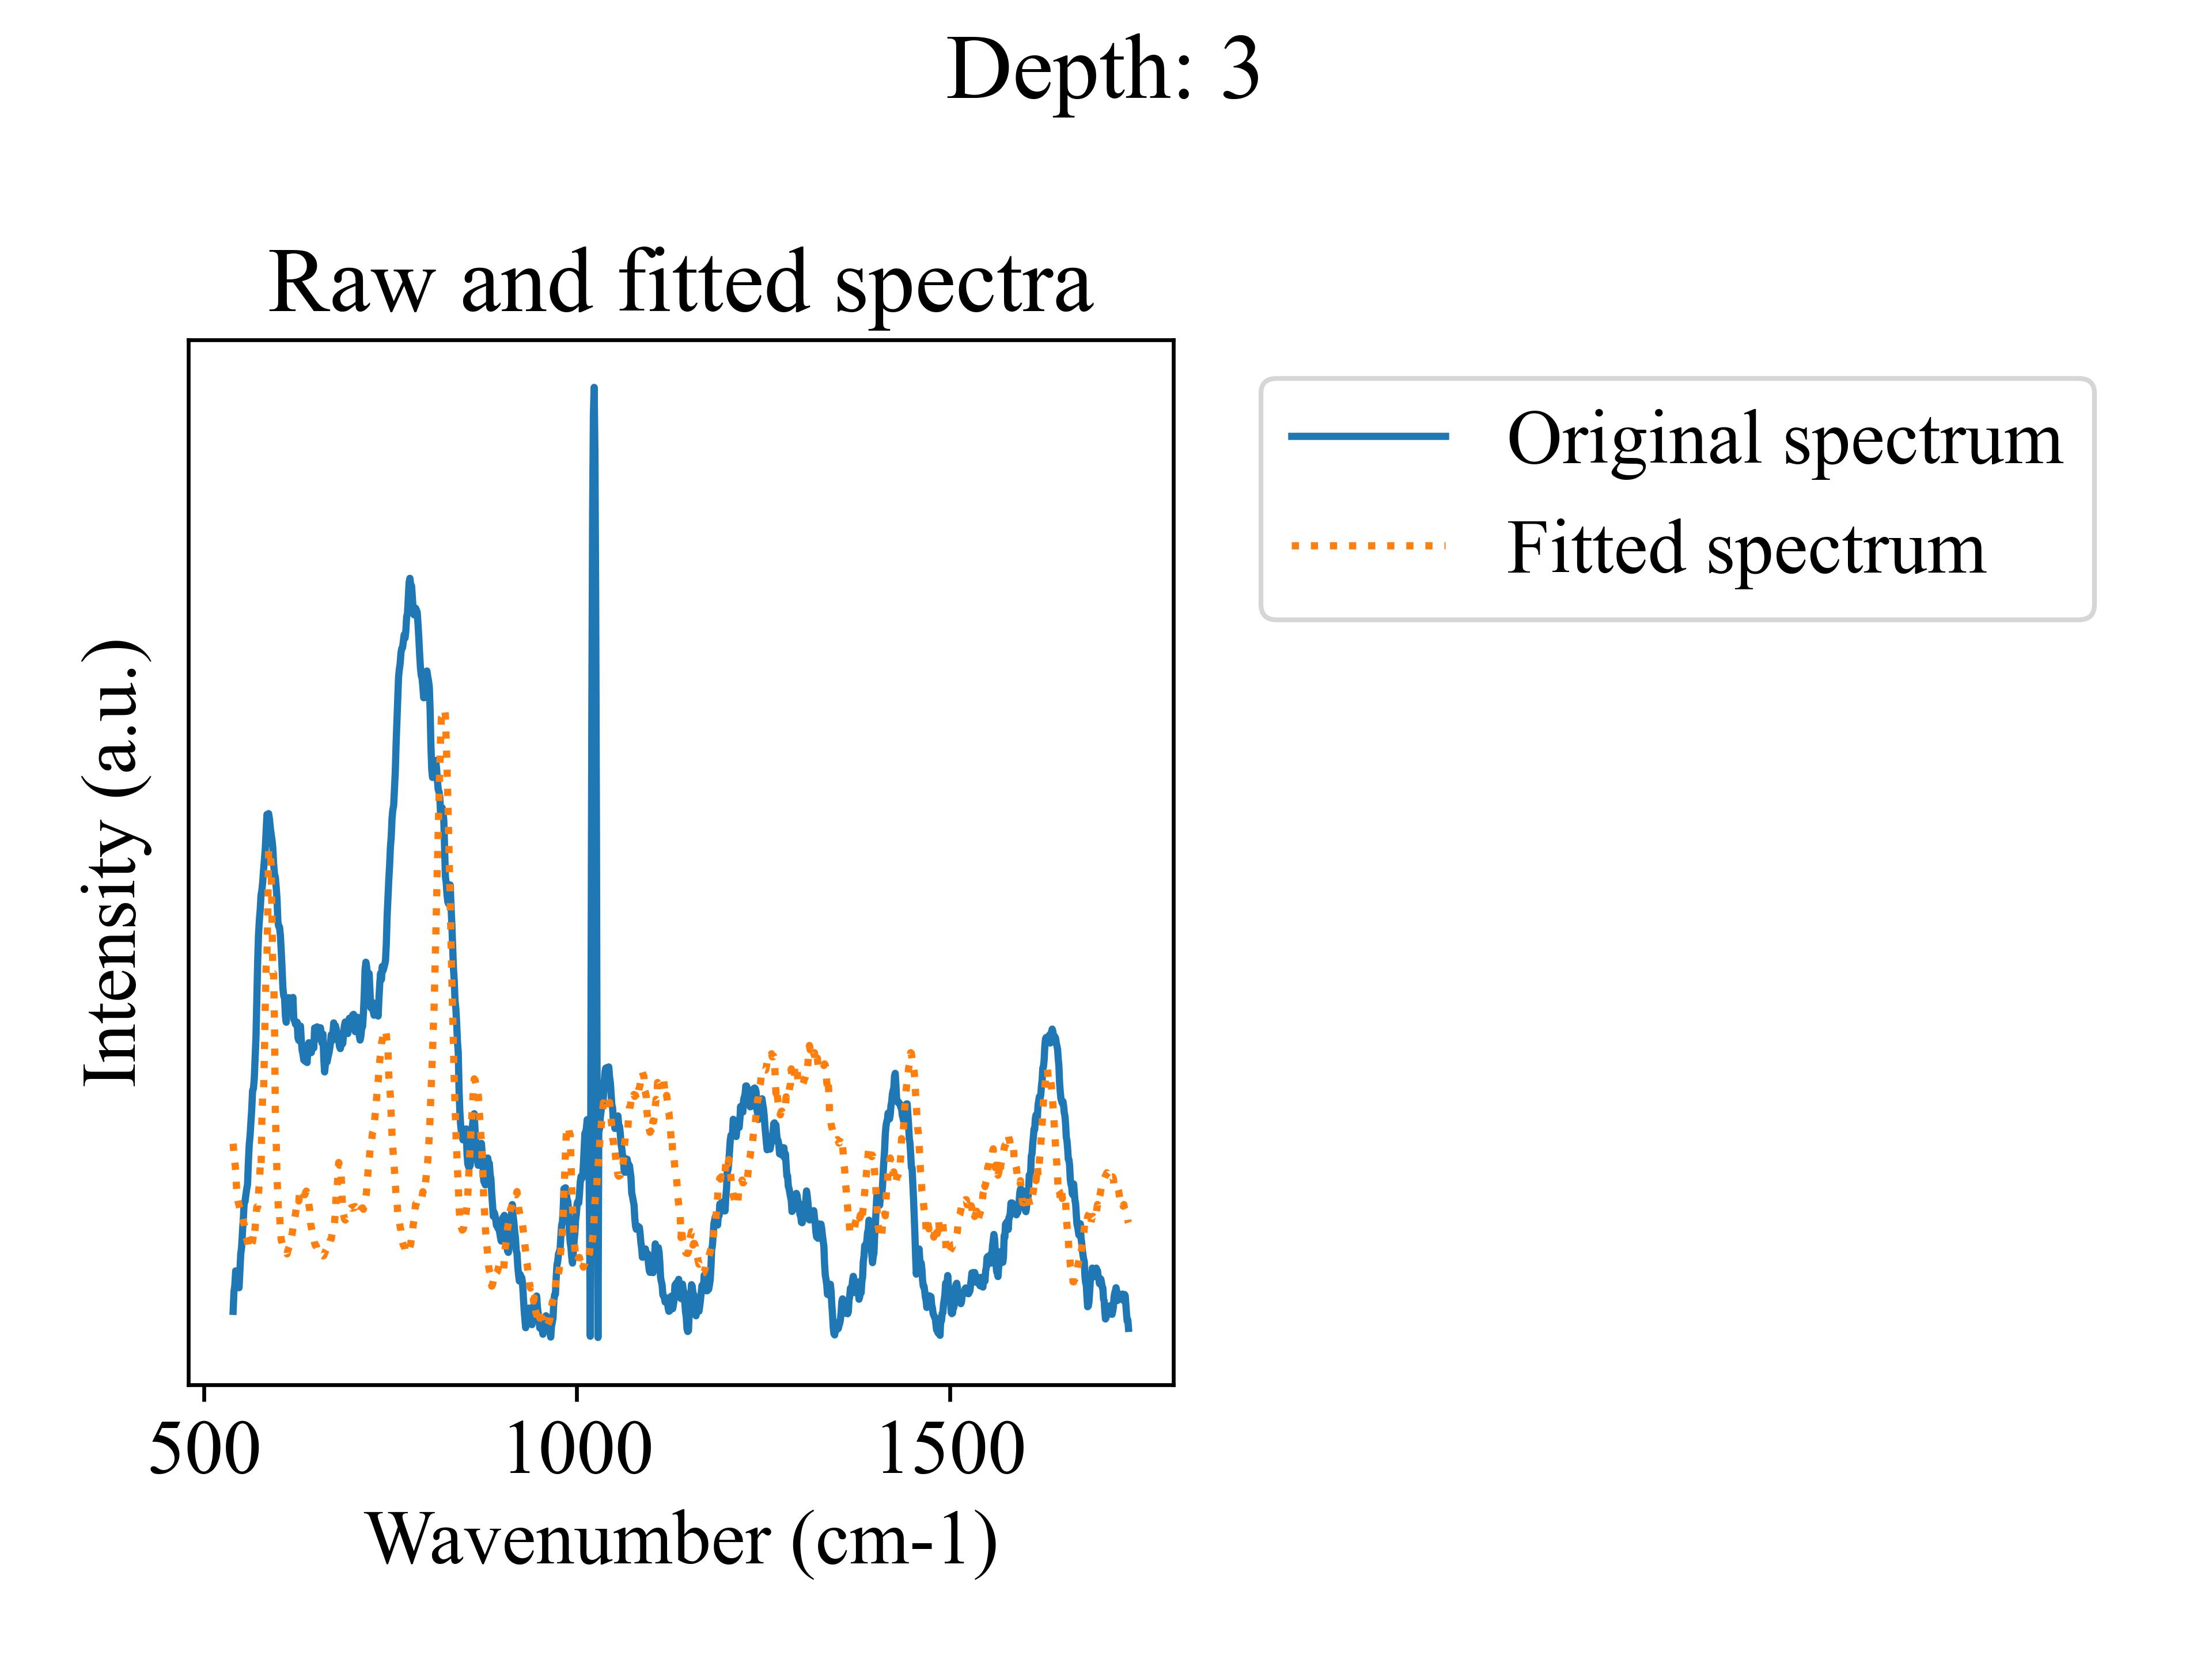 Depth: 3
Raw and fitted spectra
Original spectrum
Fitted spectrum
Intensity (a.u.)
500 1000 1500
Wavenumber (cm-1)